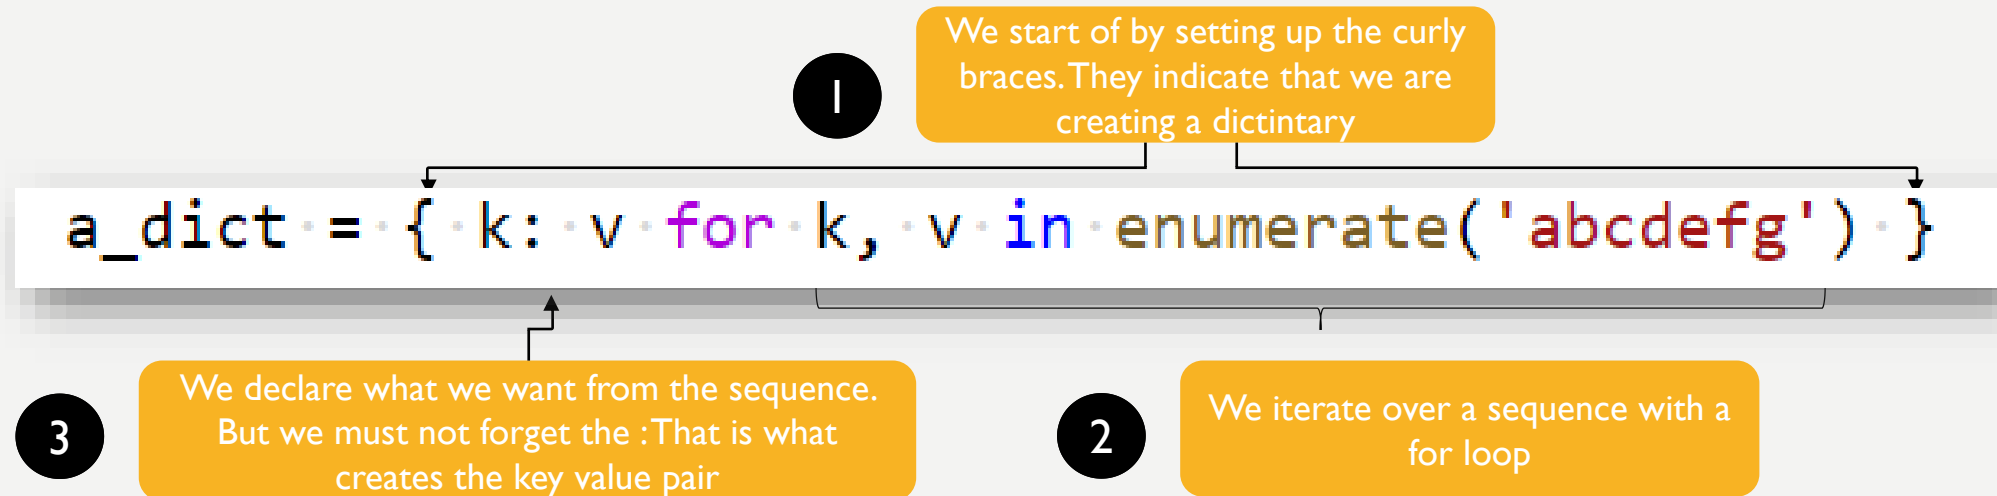 1
We start of by setting up the curly
braces. They indicate that we are
creating a dictintary
a_dict = { k: v for k, v in enumerate('abcdefg') }
3
We declare what we want from the sequence.
But we must not forget the : That is what
creates the key value pair
2
We iterate over a sequence with a
for loop